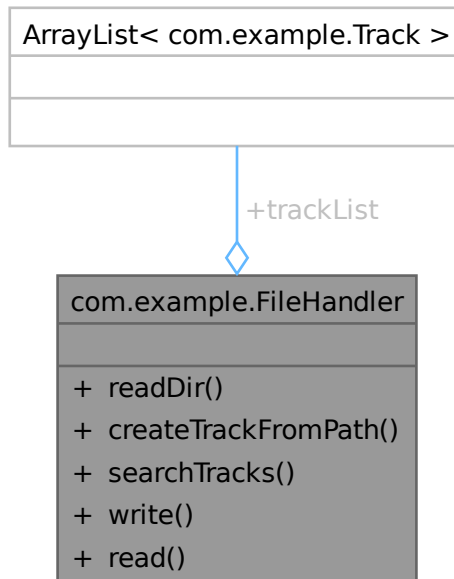 ArrayList< com.example.Track >
+trackList
com.example.FileHandler
+ readDir()
+ createTrackFromPath()
+ searchTracks()
+ write()
+ read()